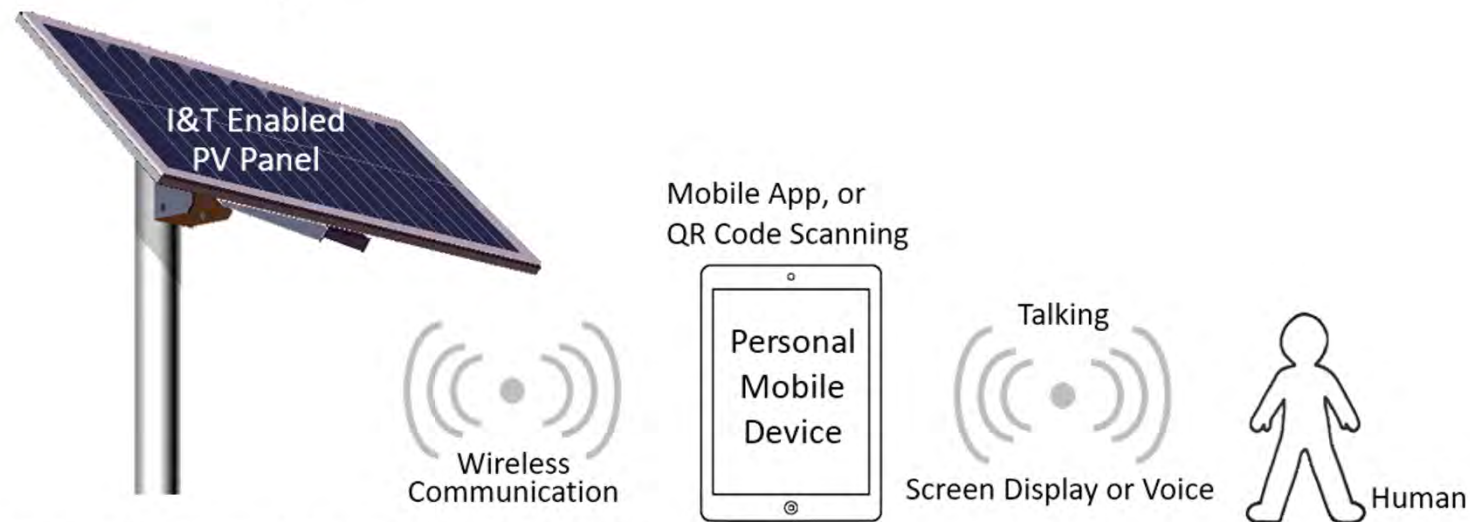 I&T Enabled
PV Panel
Mobile App, or
QR Code Scanning
Personal
Mobile
Device
Wireless
Communication
Talking
Screen Display or Voice
Human